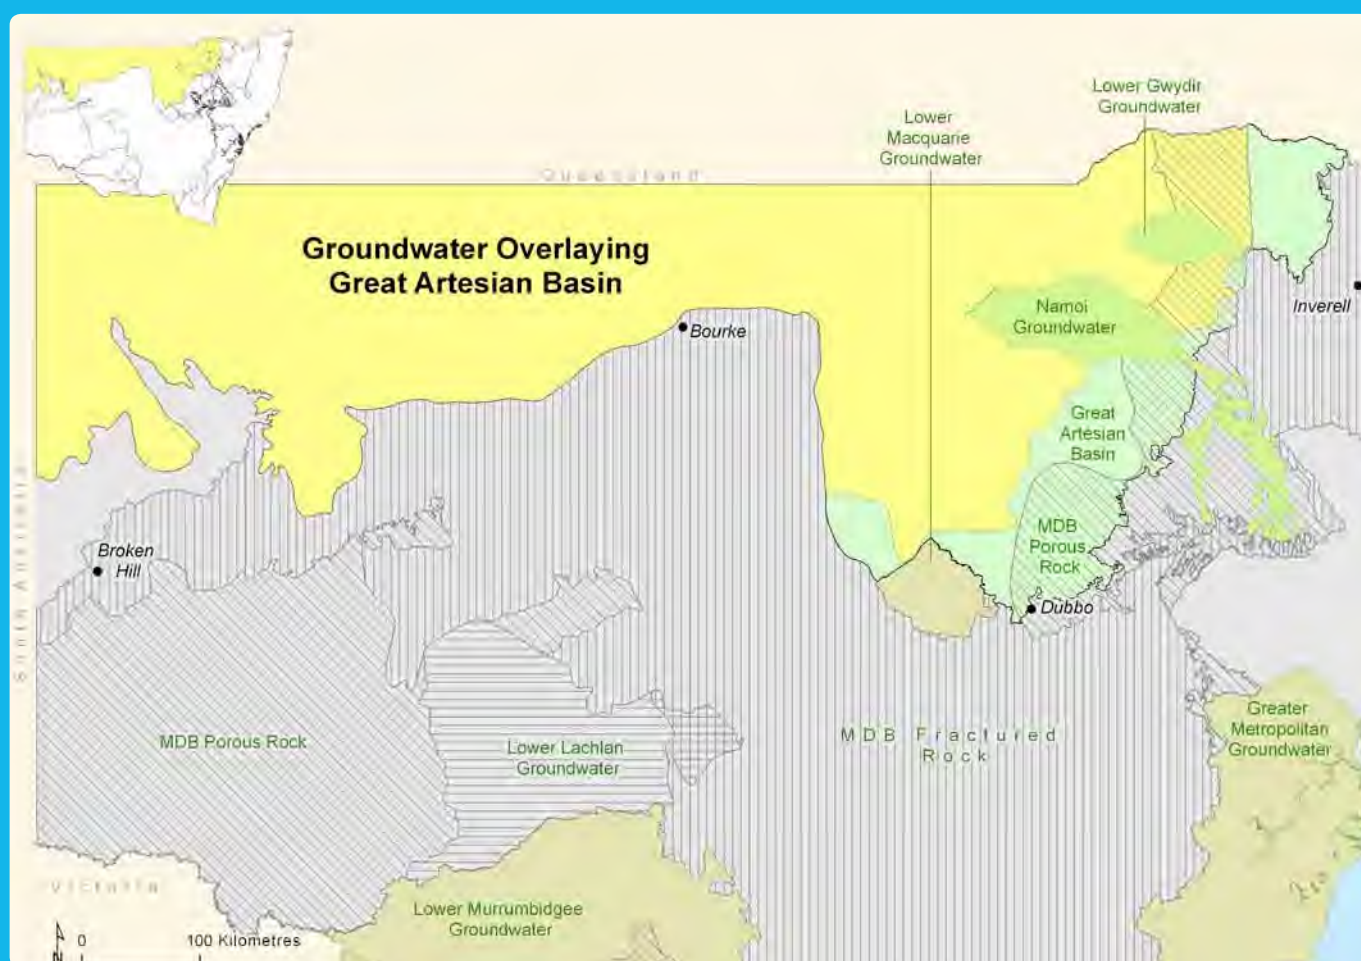 Lower Gwydir
Groundwater
Lower
Macquarie
Groundwater
Queensland
Groundwater Overlaying
Great Artesian Basin
Namoi
Groundwater
Inverell
Bourke
Great
Artesian
Basin
South Australia
MDB
Porous
Rock
Broken
Hill
Dubbo
Greater
Metropolitan
Groundwater
MDB Porous Rock
Lower Lachlan
Groundwater
MDB Fractured
Rock
Victoria
Lower Murrumbidgee
Groundwater
N
0 100 Kilometres